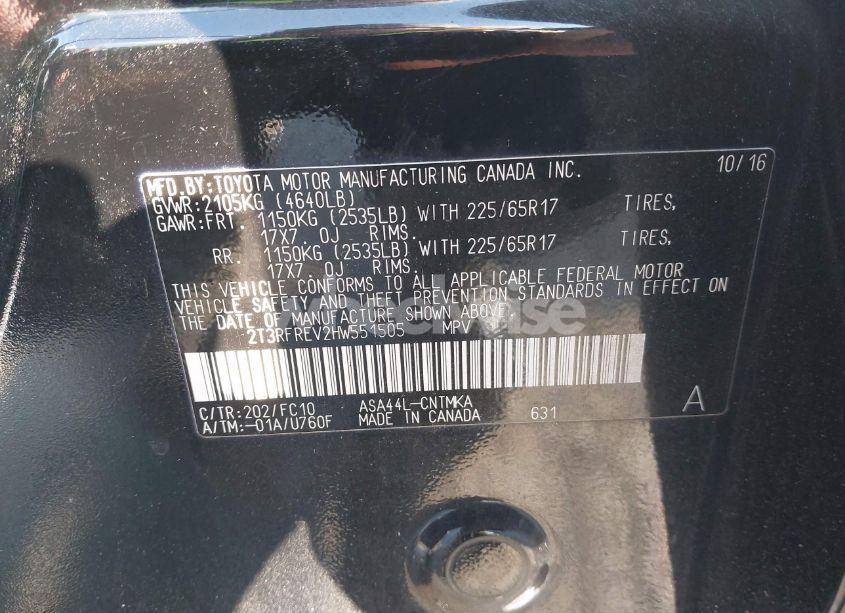 MFD.BY:TOYOTA MOTOR MANUFACTURING CANADA INC. 10/16
GVWR:2105KG (4640LB)
GAWR:FRT. 1150KG (2535LB) WITH 225/65R17 TIRES,
17X7. 0J RIMS.
RR. 1150KG (2535LB) WITH 225/65R17 TIRES,
17X7. 0J RIMS.
THIS VEHICLE CONFORMS TO ALL APPLICABLE FEDERAL MOTOR
VEHICLE SAFETY AND THEFT PREVENTION STANDARDS IN EFFECT ON
THE DATE OF MANUFACTURE SHOWN ABOVE.
2T3RFREV2HW551505 MPV
C/TR:202/FC10 ASA44L-CNTMKA
A/TM:-01A/U760F MADE IN CANADA 631 A